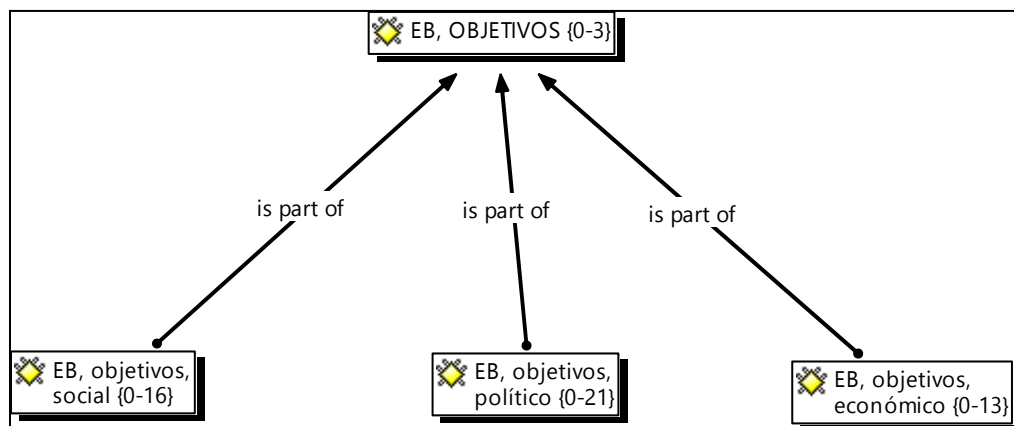 EB, OBJETIVOS {0-3}
is part of
is part of
is part of
EB, objetivos,
social {0-16}
EB, objetivos,
político {0-21}
EB, objetivos,
económico {0-13}